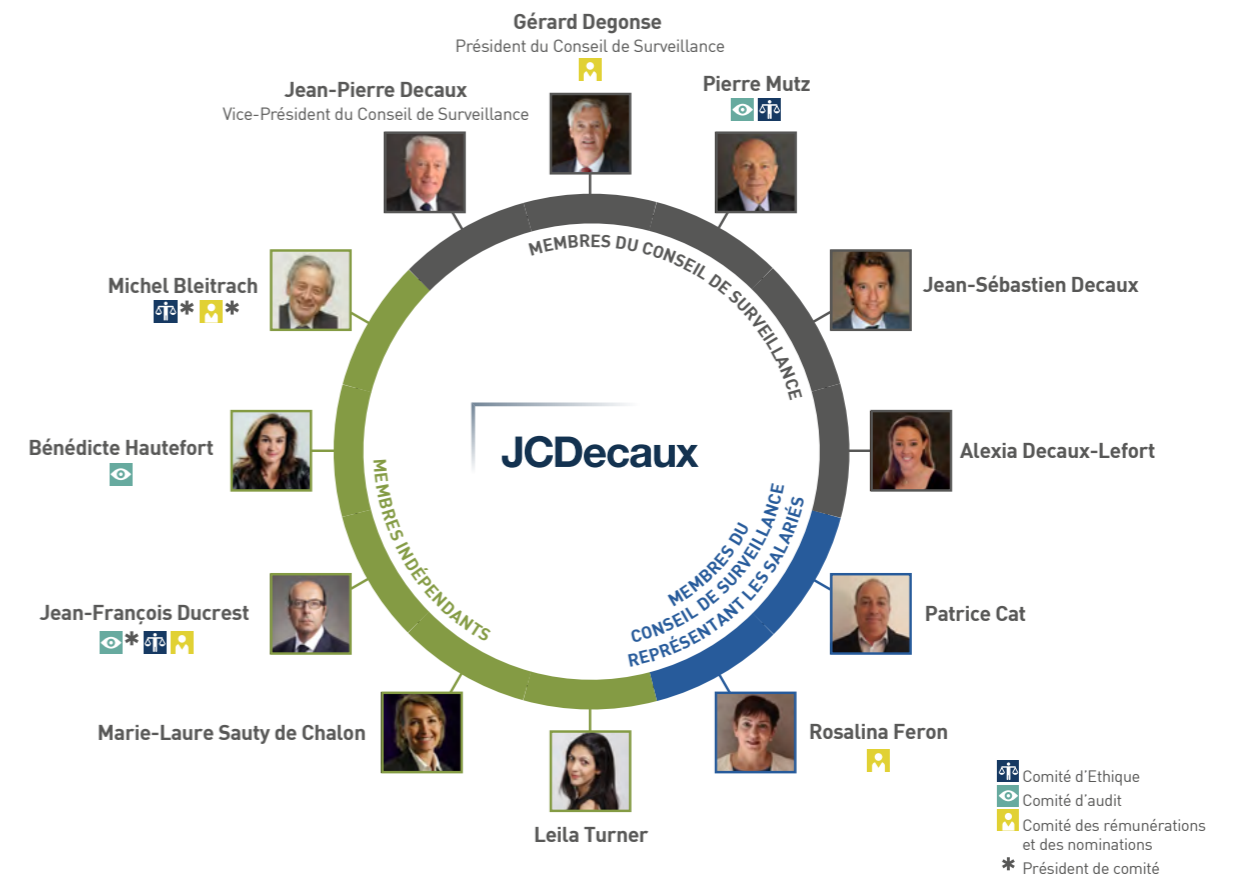 Gérard Degonse
Président du Conseil de Surveillance
Jean-Pierre Decaux
Vice-Président du Conseil de Surveillance
Pierre Mutz
Michel Bleitrach
* *
Jean-Sébastien Decaux
MEMBRES DU CONSEIL DE SURVEILLANCE
Bénédicte Hautefort
JCDecaux
Alexia Decaux-Lefort
MEMBRES INDÉPENDANTS
MEMBRES DU
CONSEIL DE SURVEILLANCE
REPRÉSENTANT LES SALARIÉS
Jean-François Ducrest
*
Patrice Cat
Marie-Laure Sauty de Chalon
Rosalina Feron
Leila Turner
Comité d'Ethique
Comité d'audit
Comité des rémunérations
et des nominations
* Président de comité